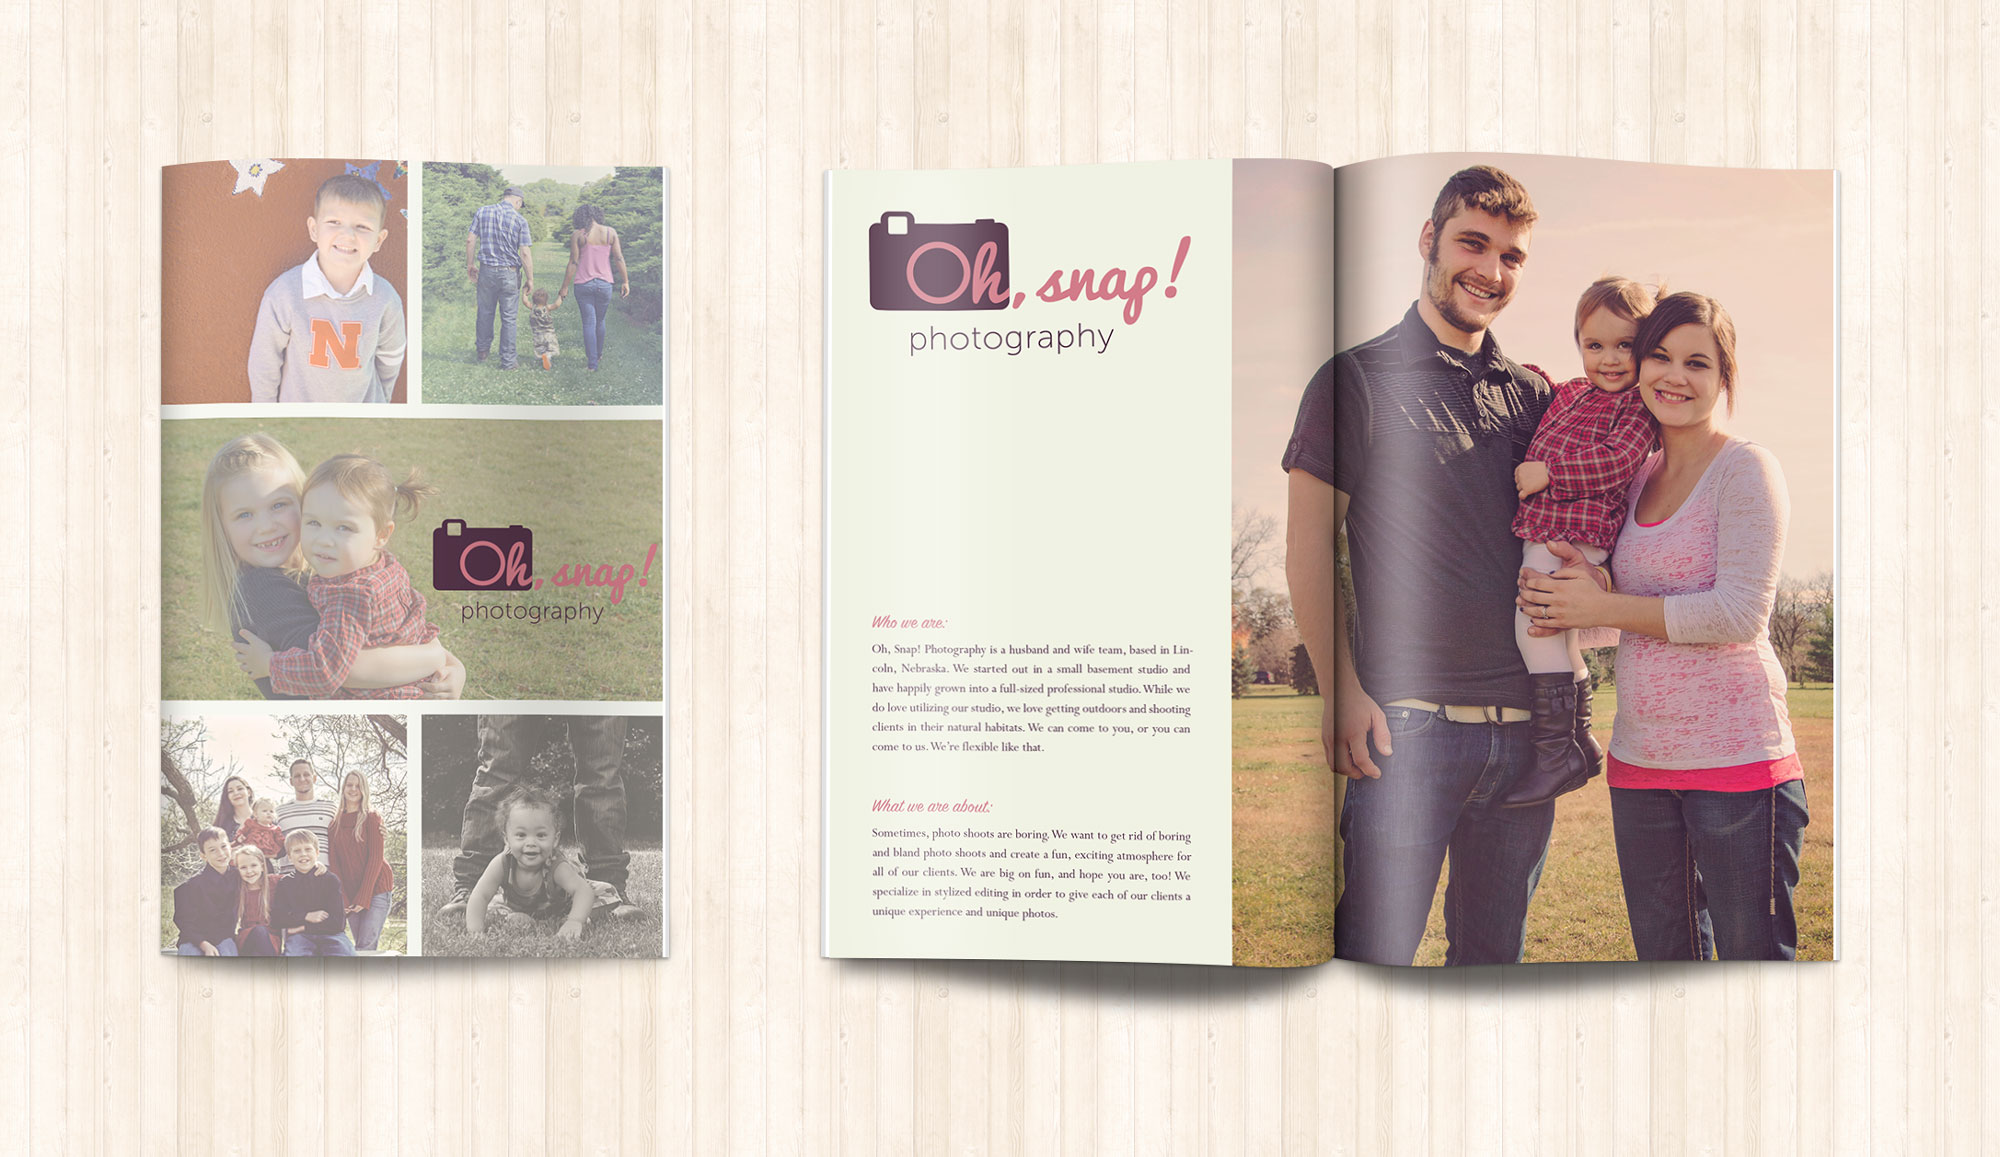 N
Oh, snap!
photography
Oh, snap!
photography
Who we are:
Oh, Snap! Photography is a husband and wife team, based in Lin-
coln, Nebraska. We started out in a small basement studio and
have happily grown into a full-sized professional studio. While we
do love utilizing our studio, we love getting outdoors and shooting
clients in their natural habitats. We can come to you, or you can
come to us. We're flexible like that.
What we are about:
Sometimes, photo shoots are boring. We want to get rid of boring
and bland photo shoots and create a fun, exciting atmosphere for
all of our clients. We are big on fun, and hope you are, too! We
specialize in stylized editing in order to give each of our clients a
unique experience and unique photos.